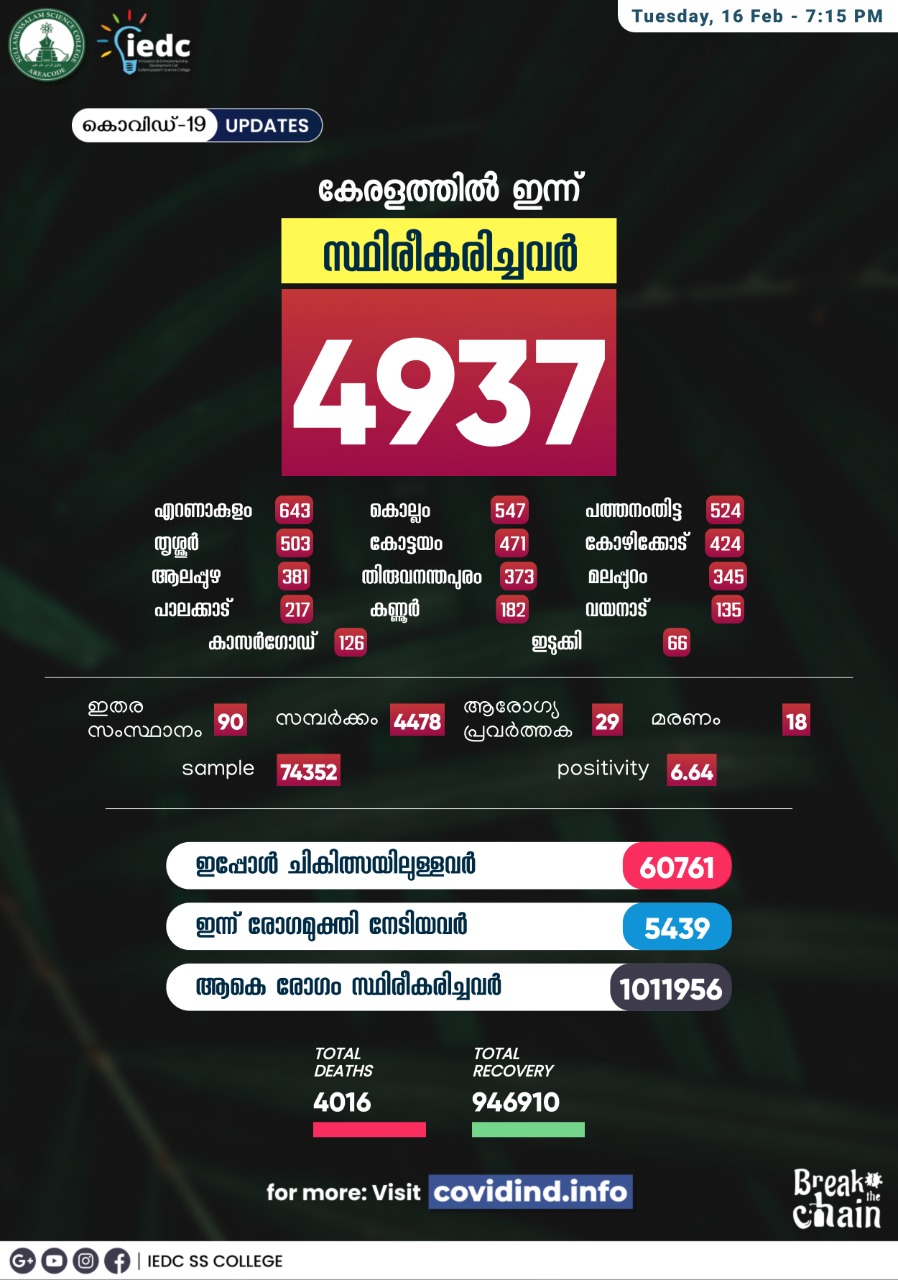 Tuesday, 16 Feb - 7:15 PM
SULLAMUSSALAM SCIENCE COLLEGE
AREACODE
iedc
കൊവിഡ്-19 UPDATES
കേരളത്തിൽ ഇന്ന്
സ്ഥിരീകരിച്ചവർ
4937
എറണാകുളം 643 കൊല്ലം 547 പത്തനംതിട്ട 524
തൃശ്ശൂർ 503 കോട്ടയം 471 കോഴിക്കോട് 424
ആലപ്പുഴ 381 തിരുവനന്തപുരം 373 മലപ്പുറം 345
പാലക്കാട് 217 കണ്ണൂർ 182 വയനാട് 135
കാസർഗോഡ് 126 ഇടുക്കി 66
ഇതര സംസ്ഥാനം 90 സമ്പർക്കം 4478 ആരോഗ്യ പ്രവർത്തക 29 മരണം 18
sample 74352 positivity 6.64
ഇപ്പോൾ ചികിത്സയിലുള്ളവർ 60761
ഇന്ന് രോഗമുക്തി നേടിയവർ 5439
ആകെ രോഗം സ്ഥിരീകരിച്ചവർ 1011956
TOTAL DEATHS TOTAL RECOVERY
4016 946910
for more: Visit covidind.info
Break the chain
IEDC SS COLLEGE